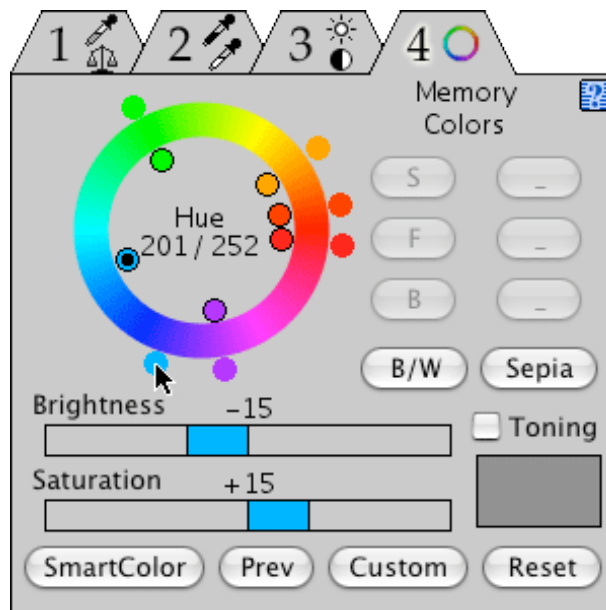 1 2 3 4
Memory
Colors
S _
Hue
201 / 252
F _
B _
B/W Sepia
Brightness -15
Toning
Saturation +15
SmartColor Prev Custom Reset